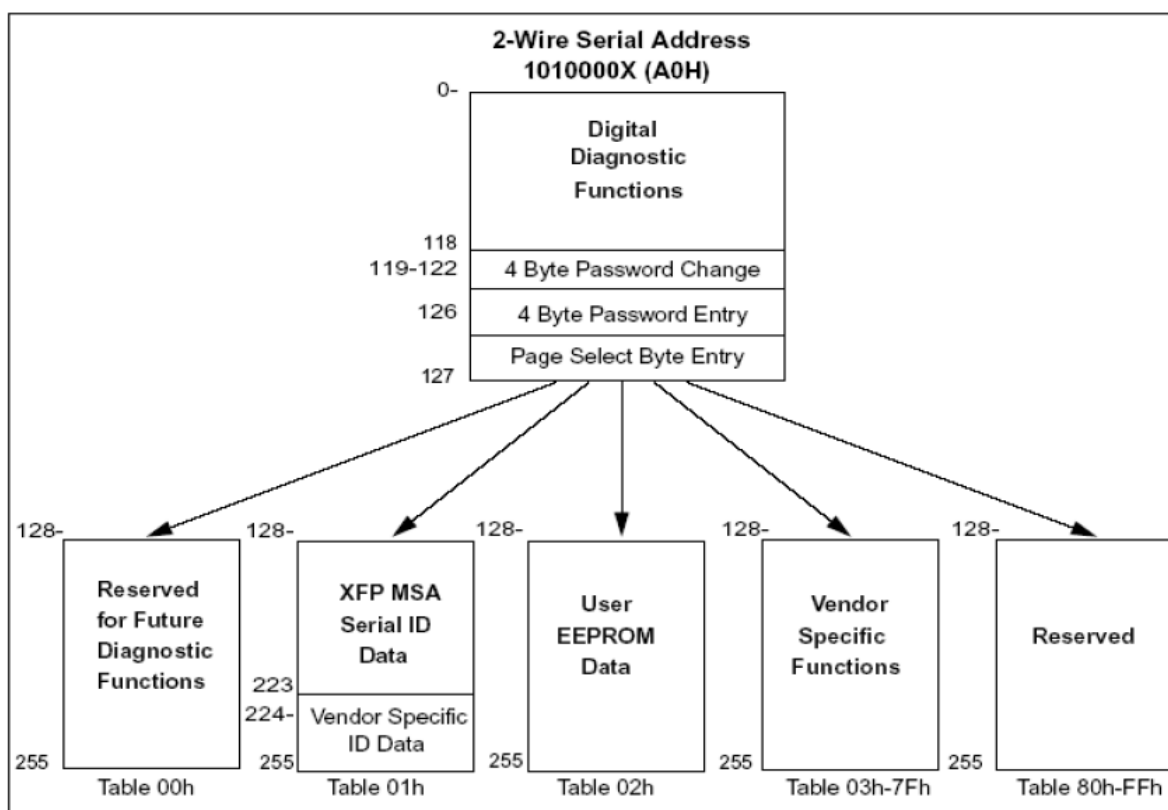 2-Wire Serial Address
1010000X (A0H)
0-
Digital
Diagnostic
Functions
118
119-122
4 Byte Password Change
126
4 Byte Password Entry
Page Select Byte Entry
127
128-
Reserved
for Future
Diagnostic
Functions
255
Table 00h
128-
XFP MSA
Serial ID
Data
223
224-
Vendor Specific
ID Data
255
Table 01h
128-
User
EEPROM
Data
255
Table 02h
128-
Vendor
Specific
Functions
255
Table 03h-7Fh
128-
Reserved
255
Table 80h-FFh